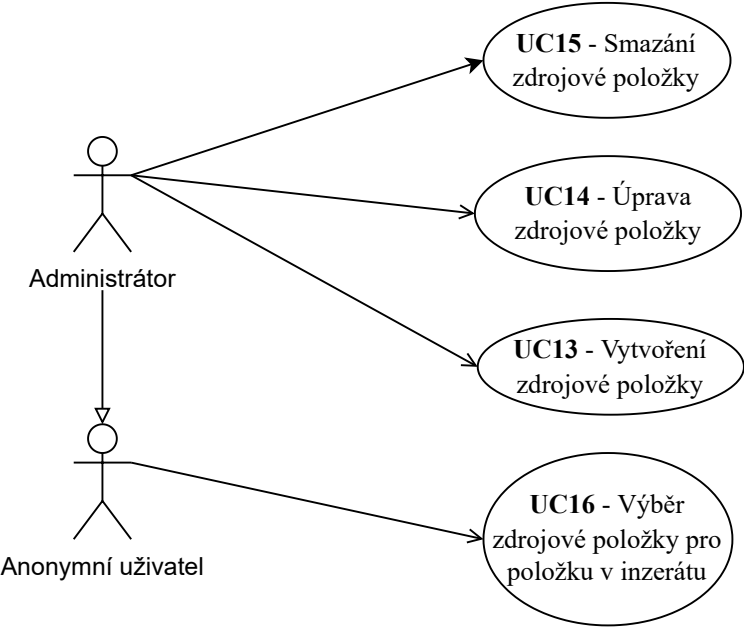 UC15 - Smazání
zdrojové položky
UC14 - Úprava
zdrojové položky
Administrátor
UC13 - Vytvoření
zdrojové položky
UC16 - Výběr
zdrojové položky pro
položku v inzerátu
Anonymní uživatel